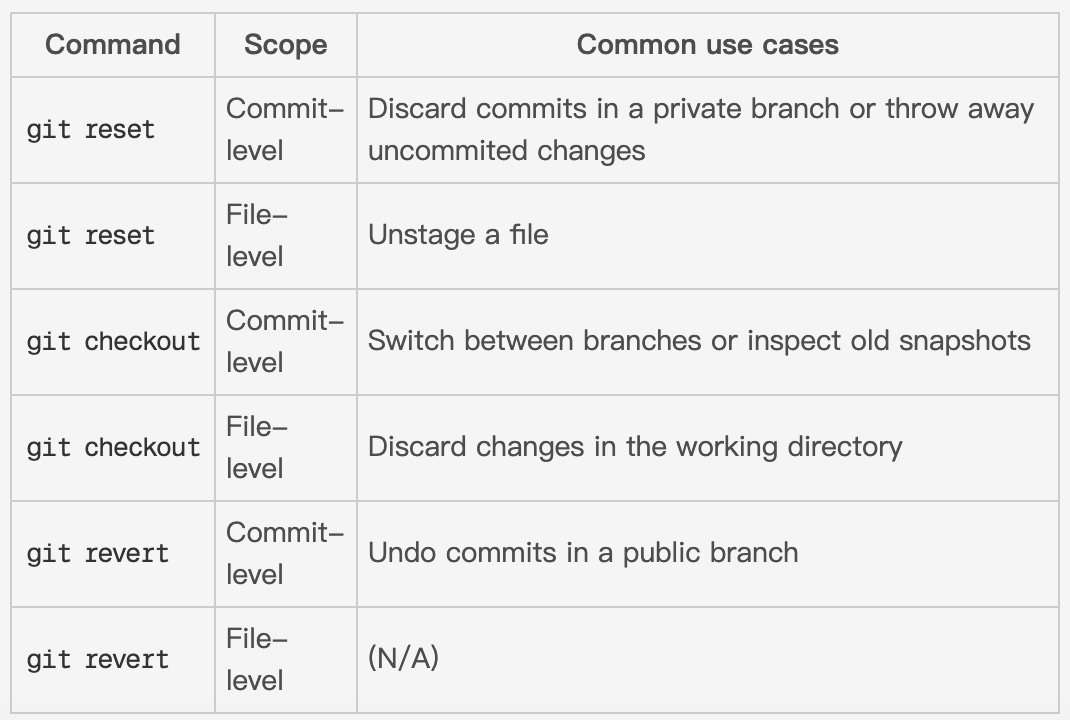 Command Scope Common use cases
git reset Commit-level Discard commits in a private branch or throw away
uncommited changes
git reset File-level Unstage a file
git checkout Commit-level Switch between branches or inspect old snapshots
git checkout File-level Discard changes in the working directory
git revert Commit-level Undo commits in a public branch
git revert File-level (N/A)